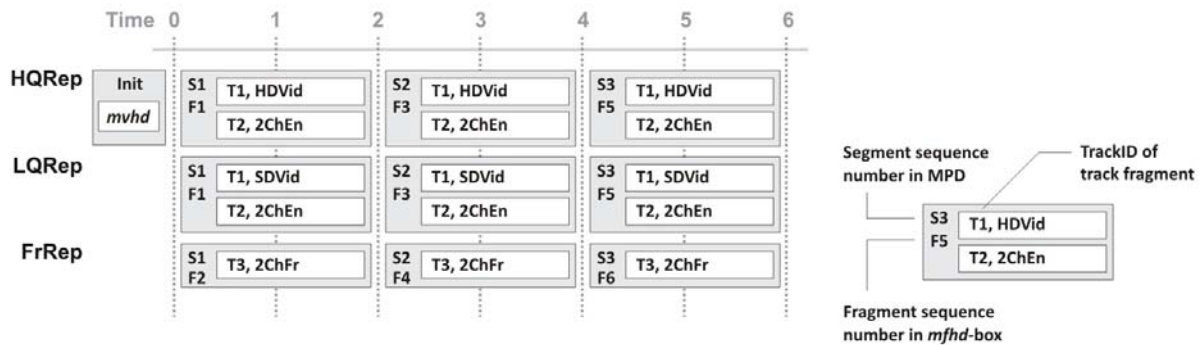 Time 0 1 2 3 4 5 6
HQRep
Init
mvhd
S1
F1
T1, HDVid
T2, 2ChEn
S2
F3
T1, HDVid
T2, 2ChEn
S3
F5
T1, HDVid
T2, 2ChEn
LQRep
S1
F1
T1, SDVid
T2, 2ChEn
S2
F3
T1, SDVid
T2, 2ChEn
S3
F5
T1, SDVid
T2, 2ChEn
FrRep
S1
F2
T3, 2ChFr
S2
F4
T3, 2ChFr
S3
F6
T3, 2ChFr
Segment sequence
number in MPD
TrackID of
track fragment
S3
F5
T1, HDVid
T2, 2ChEn
Fragment sequence
number in mfhd-box